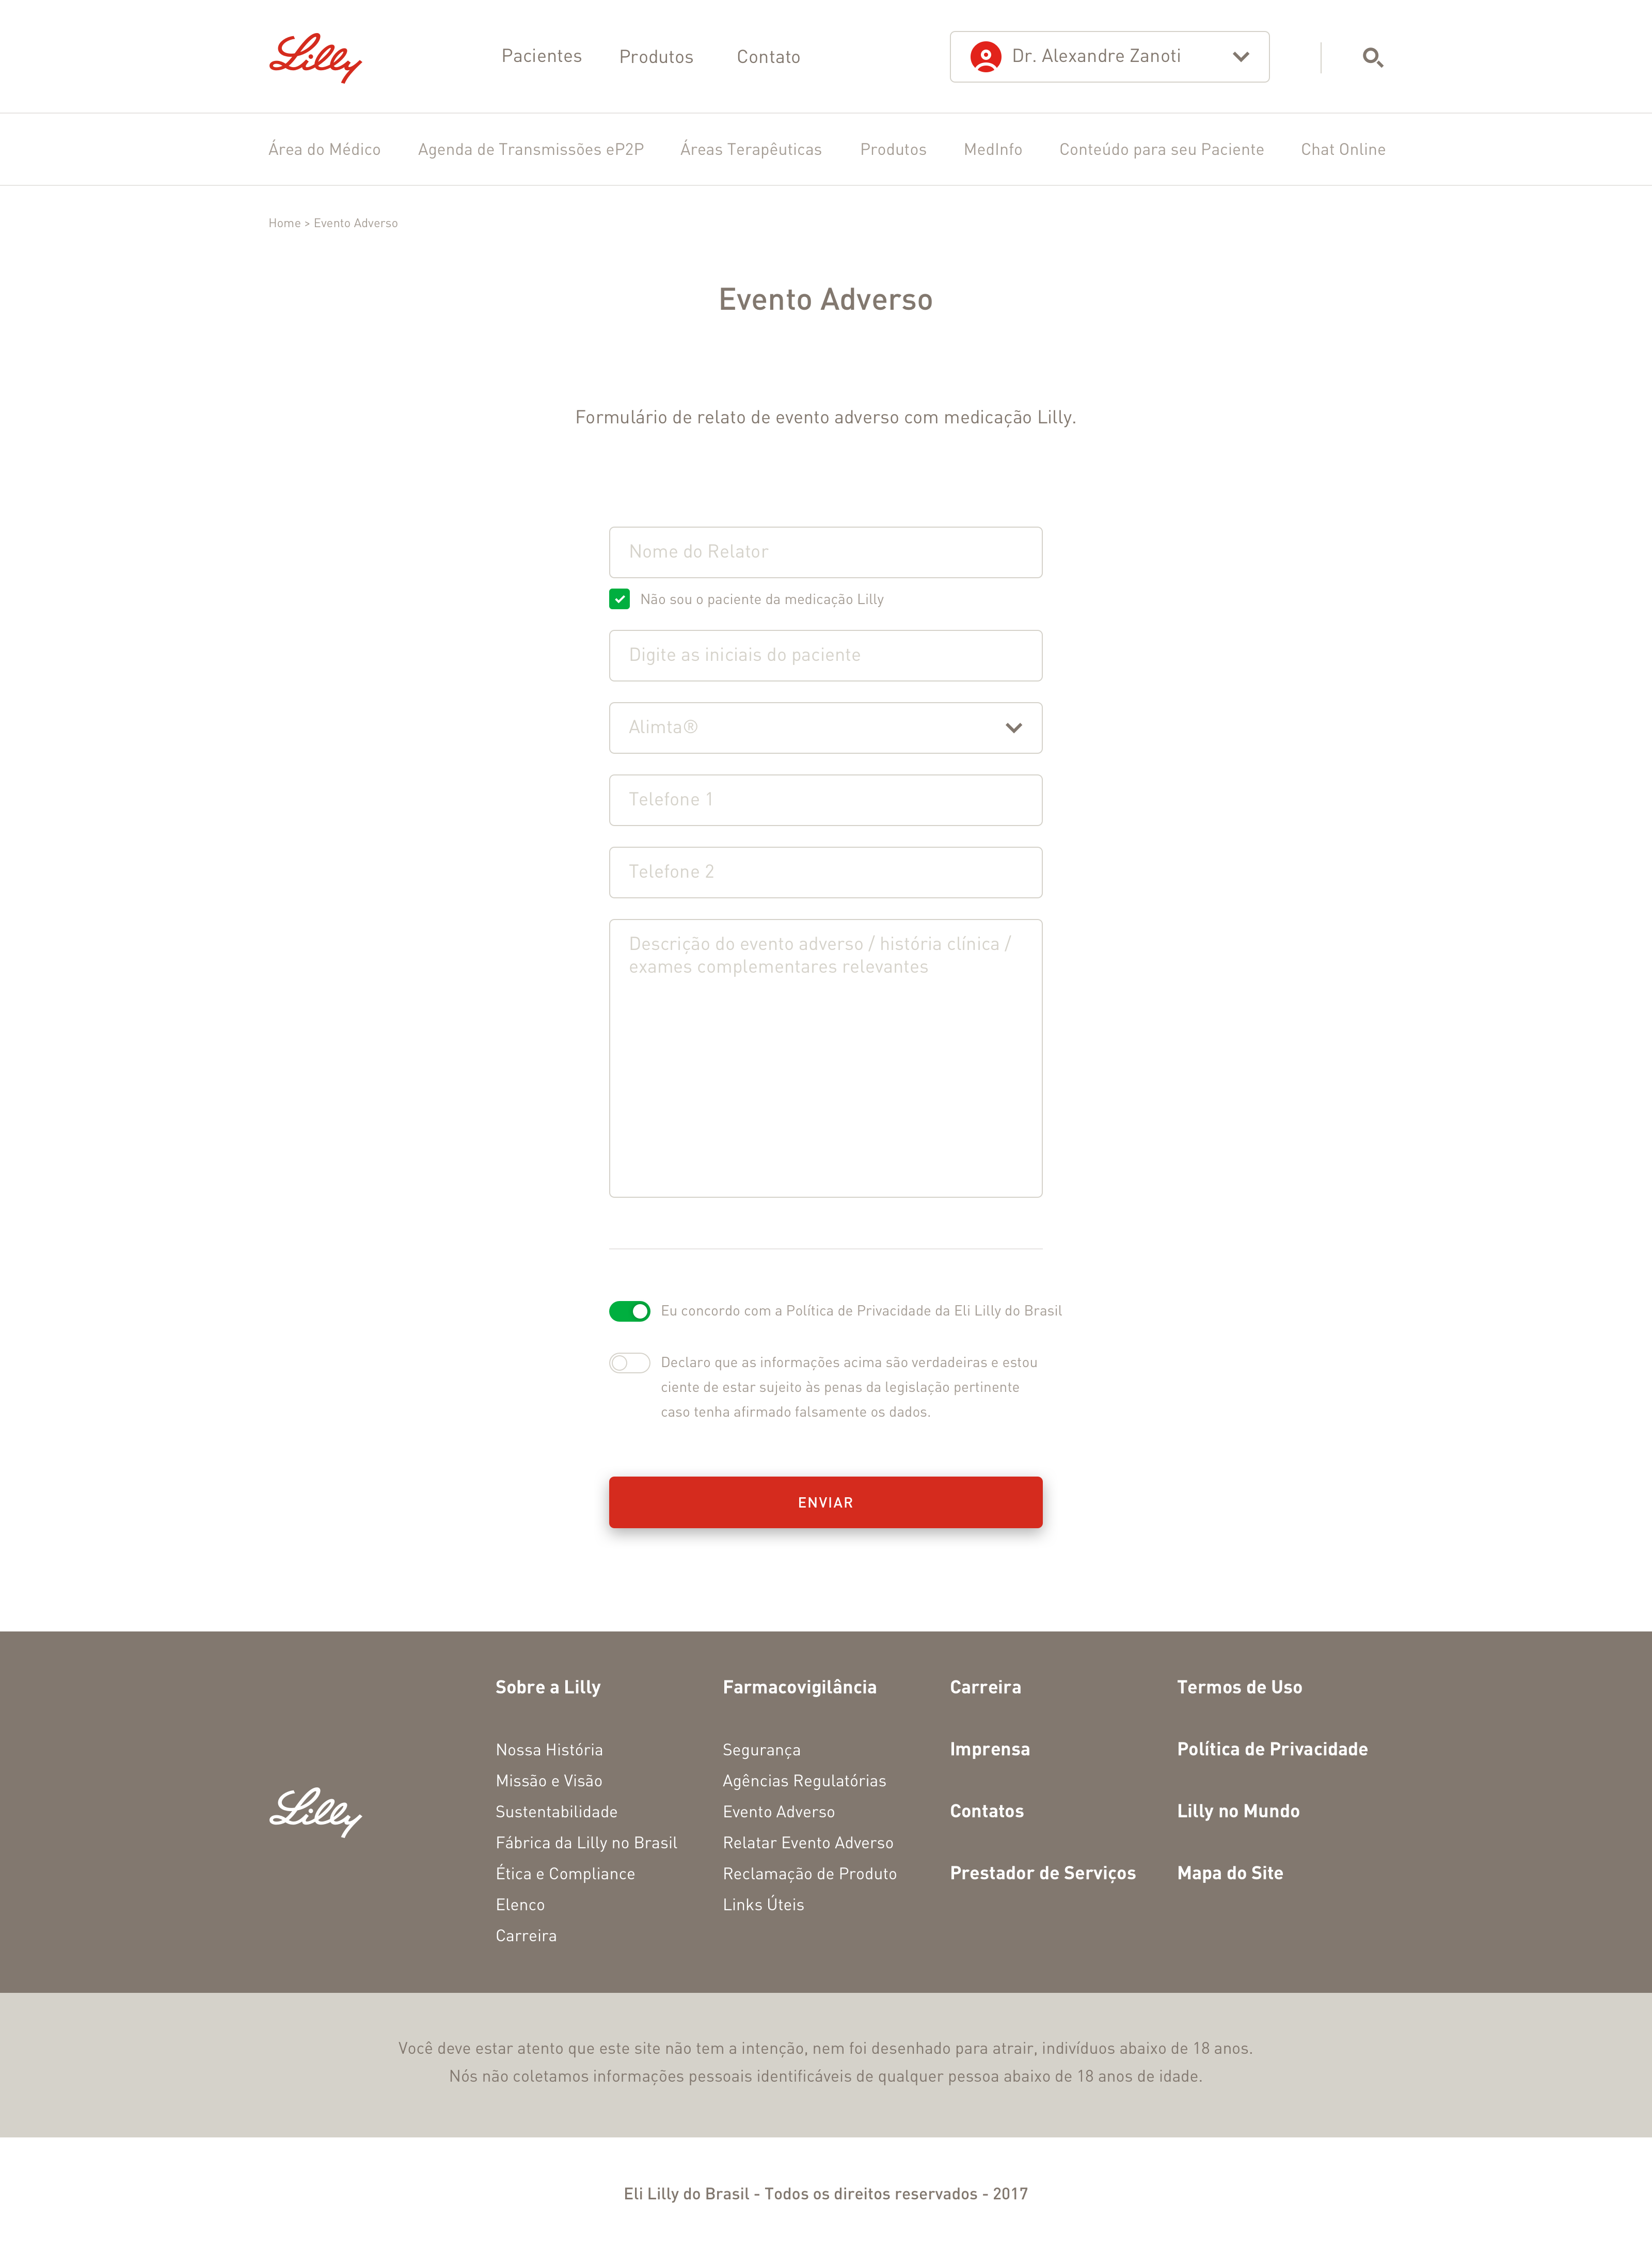 Lilly
Pacientes Produtos Contato
Dr. Alexandre Zanoti
Área do Médico Agenda de Transmissões eP2P Áreas Terapêuticas Produtos MedInfo Conteúdo para seu Paciente Chat Online
Home > Evento Adverso
Evento Adverso
Formulário de relato de evento adverso com medicação Lilly.
Nome do Relator
Não sou o paciente da medicação Lilly
Digite as iniciais do paciente
Alimta®
Telefone 1
Telefone 2
Descrição do evento adverso / história clínica /
exames complementares relevantes
Eu concordo com a Política de Privacidade da Eli Lilly do Brasil
Declaro que as informações acima são verdadeiras e estou
ciente de estar sujeito às penas da legislação pertinente
caso tenha afirmado falsamente os dados.
ENVIAR
Lilly
Sobre a Lilly
Nossa História
Missão e Visão
Sustentabilidade
Fábrica da Lilly no Brasil
Ética e Compliance
Elenco
Carreira
Farmacovigilância
Segurança
Agências Regulatórias
Evento Adverso
Relatar Evento Adverso
Reclamação de Produto
Links Úteis
Carreira
Imprensa
Contatos
Prestador de Serviços
Termos de Uso
Política de Privacidade
Lilly no Mundo
Mapa do Site
Você deve estar atento que este site não tem a intenção, nem foi desenhado para atrair, indivíduos abaixo de 18 anos.
Nós não coletamos informações pessoais identificáveis de qualquer pessoa abaixo de 18 anos de idade.
Eli Lilly do Brasil - Todos os direitos reservados - 2017